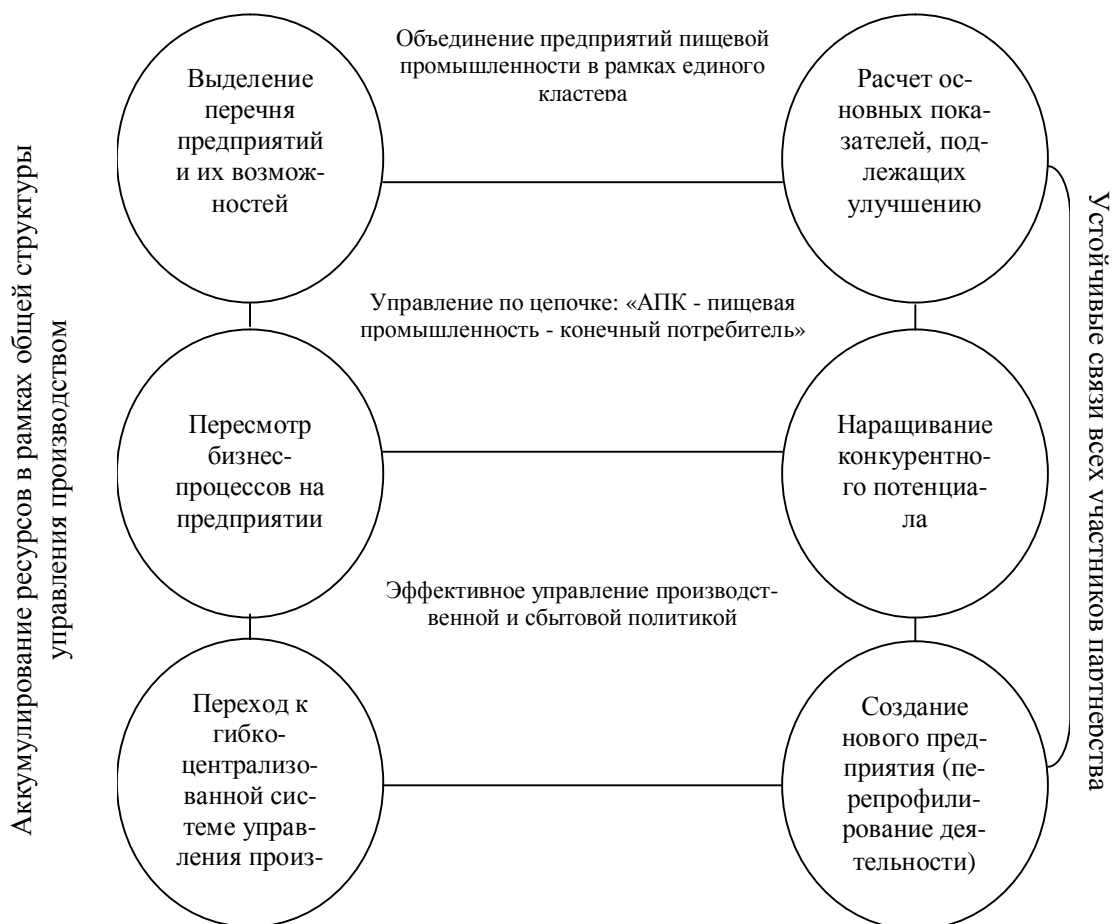 Объединение предприятий пищевой
промышленности в рамках единого
кластера
Выделение
перечня
предприятий
и их возмож-
ностей
Расчет ос-
новных пока-
зателей, под-
лежащих
улучшению
Управление по цепочке: «АПК - пищевая
промышленность - конечный потребитель»
Пересмотр
бизнес-
процессов на
предприятии
Наращивание
конкурентно-
го потенциа-
ла
Эффективное управление производст-
венной и сбытовой политикой
Переход к
гибко-
централизо-
ванной сис-
теме управ-
ления произ-
Создание
нового пред-
приятия (пе-
репрофили-
рование дея-
тельности)
Аккумулирование ресурсов в рамках общей структуры
управления производством
Устойчивые связи всех участников партнерства